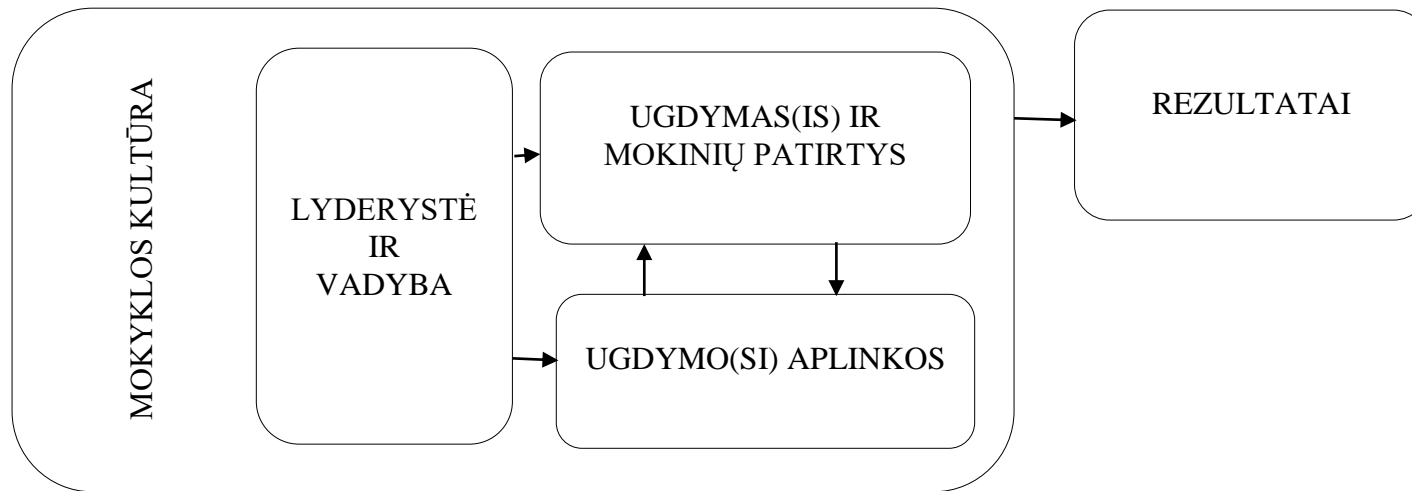 MOKYKLOS KULTŪRA
LYDERYSTĖ
IR
VADYBA
UGDYMAS(IS) IR
MOKINIŲ PATIRTYS
UGDYMO(SI) APLINKOS
REZULTATAI